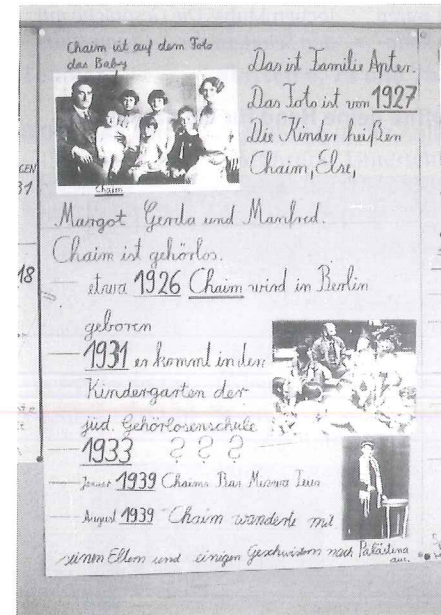 Chaim ist auf dem Foto
das Baby
Chaim
Das ist Familie Apter.
Das Foto ist von 1927
Die Kinder heißen
Chaim, Else,
Margot Gerda und Manfred.
Chaim ist gehörlos.
etwa 1926 Chaim wird in Berlin
geboren
1931 er kommt in den
Kindergarten der
jüd. Gehörlosenschule
1933 ? ? ?
1939 Chaims Bar Mizwa
August 1939 Chaim wanderte mit
seinen Eltern und einigen Geschwistern nach Palästina
aus.
18